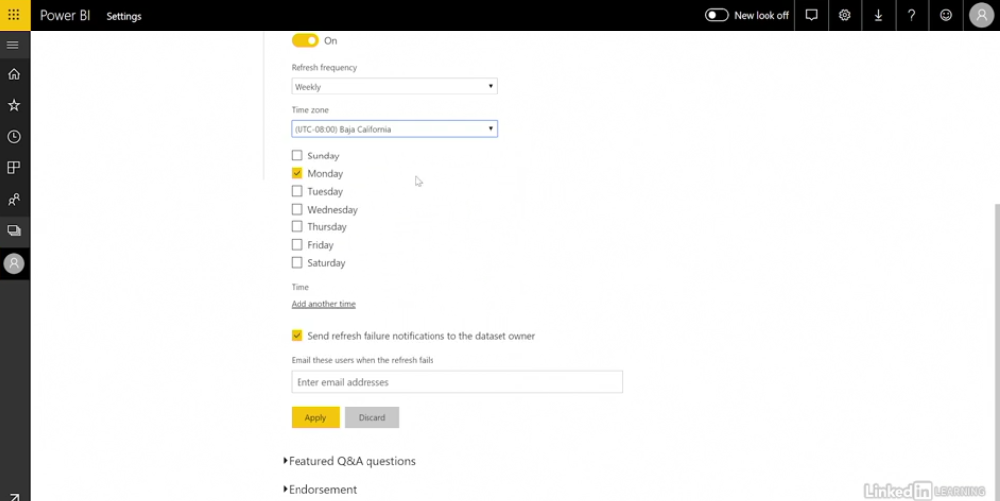 Power BI Settings New look off
On
Refresh frequency
Weekly
Time zone
(UTC-08:00) Baja California
Sunday
Monday
Tuesday
Wednesday
Thursday
Friday
Saturday
Time
Add another time
Send refresh failure notifications to the dataset owner
Email these users when the refresh fails
Enter email addresses
Apply Discard
Featured Q&A questions
Endorsement
Linked in LEARNING